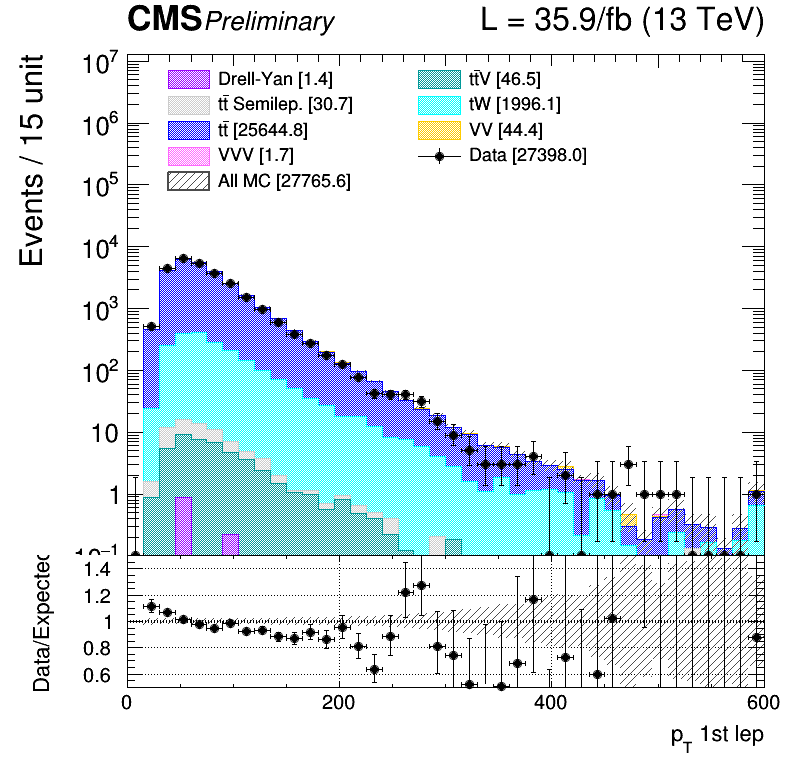 CMS Preliminary L = 35.9/fb (13 TeV)
Events / 15 unit
10⁷
10⁶
10⁵
10⁴
10³
10²
10
1
10⁻¹
Drell-Yan [1.4]
tt̄ Semilep. [30.7]
tt̄ [25644.8]
VVV [1.7]
All MC [27765.6]
tt̄V [46.5]
tW [1996.1]
VV [44.4]
Data [27398.0]
Data/Expected
1.4
1.2
1
0.8
0.6
0 200 400 600
p_T 1st lep